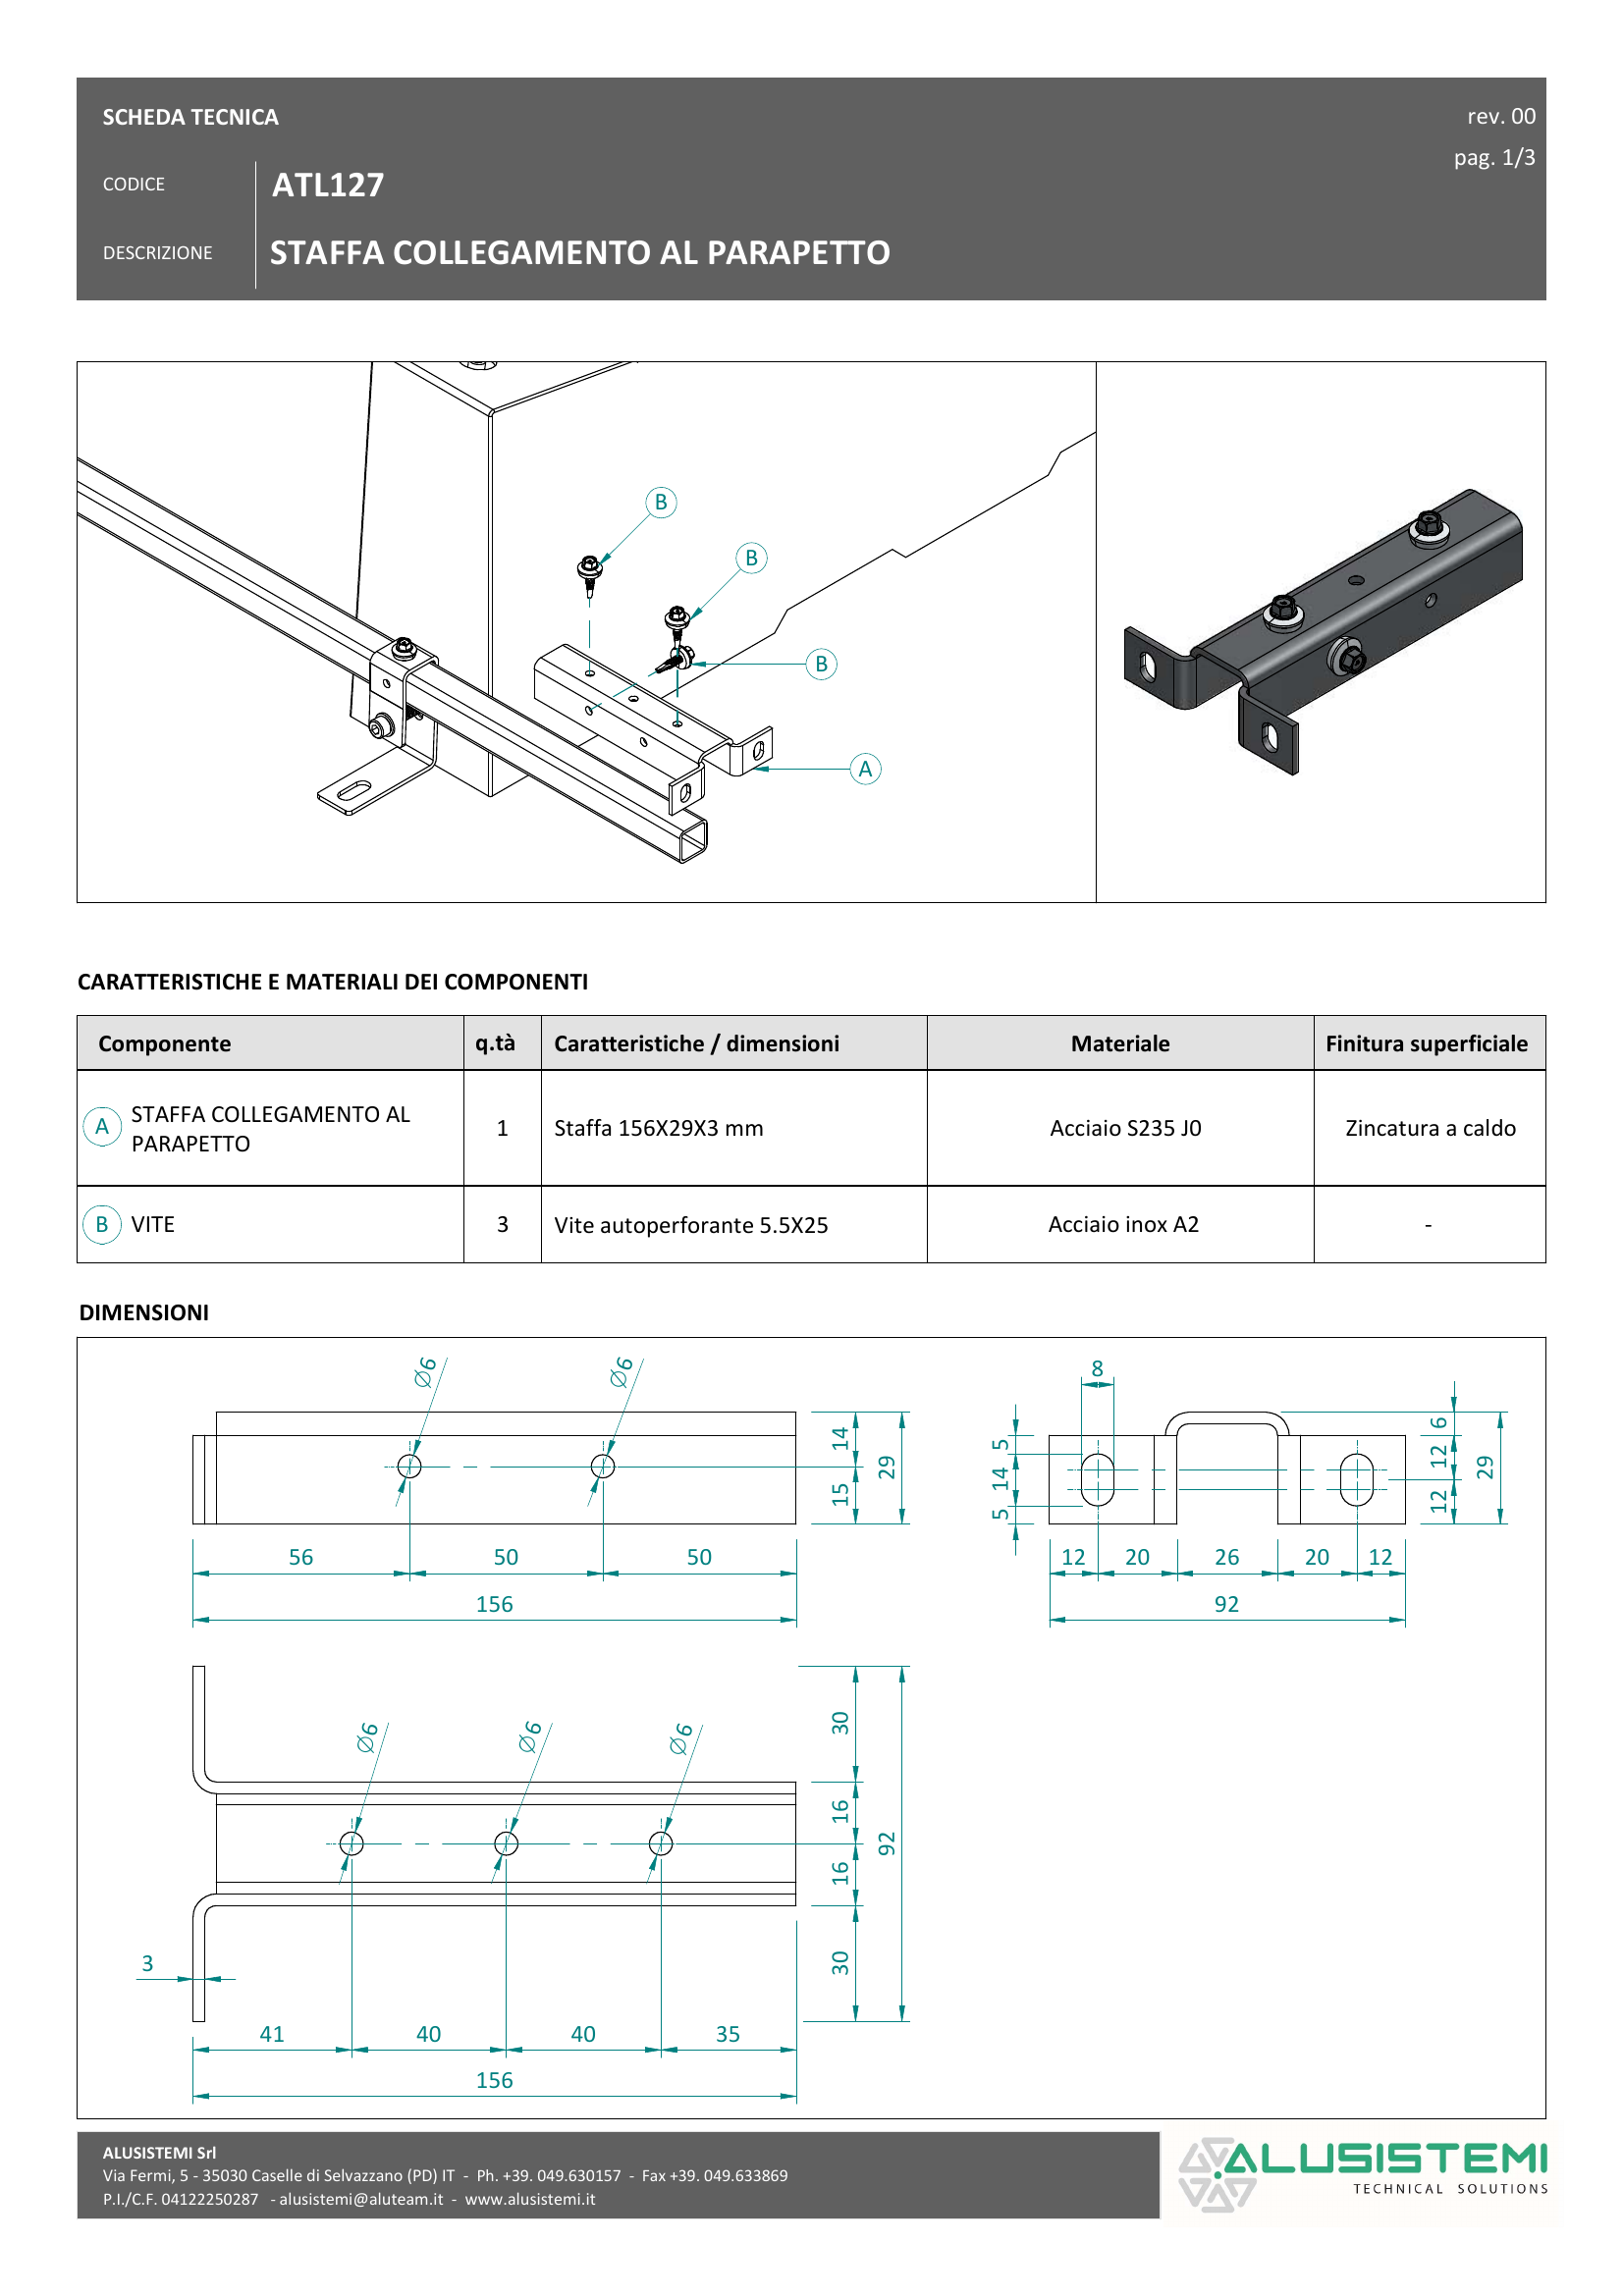 SCHEDA TECNICA
rev. 00
pag. 1/3
CODICE
ATL127
DESCRIZIONE
STAFFA COLLEGAMENTO AL PARAPETTO
B
B
B
A
CARATTERISTICHE E MATERIALI DEI COMPONENTI
Componente q.tà Caratteristiche / dimensioni Materiale Finitura superficiale
A STAFFA COLLEGAMENTO AL
PARAPETTO
1 Staffa 156X29X3 mm Acciaio S235 J0 Zincatura a caldo
B VITE 3 Vite autoperforante 5.5X25 Acciaio inox A2 -
DIMENSIONI
∅6 ∅6
14
15
29
56 50 50
156
8
5
14
5
6
12
12
29
12 20 26 20 12
92
∅6 ∅6 ∅6
30
16
16
30
92
3
41 40 40 35
156
ALUSISTEMI Srl
Via Fermi, 5 - 35030 Caselle di Selvazzano (PD) IT - Ph. +39. 049.630157 - Fax +39. 049.633869
P.I./C.F. 04122250287 - alusistemi@aluteam.it - www.alusistemi.it
ALUSISTEMI
TECHNICAL SOLUTIONS